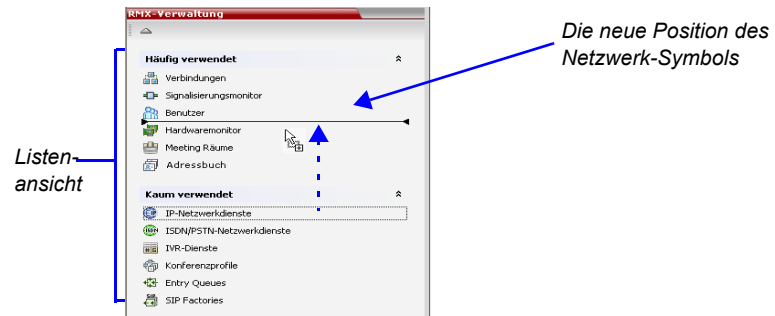 RMX-Verwaltung
Die neue Position des
Netzwerk-Symbols
Häufig verwendet
Verbindungen
Signalisierungsmonitor
Benutzer
Hardwaremonitor
Meeting Räume
Adressbuch
Listen-
ansicht
Kaum verwendet
IP-Netzwerkdienste
ISDN/PSTN-Netzwerkdienste
IVR-Dienste
Konferenzprofile
Entry Queues
SIP Factories